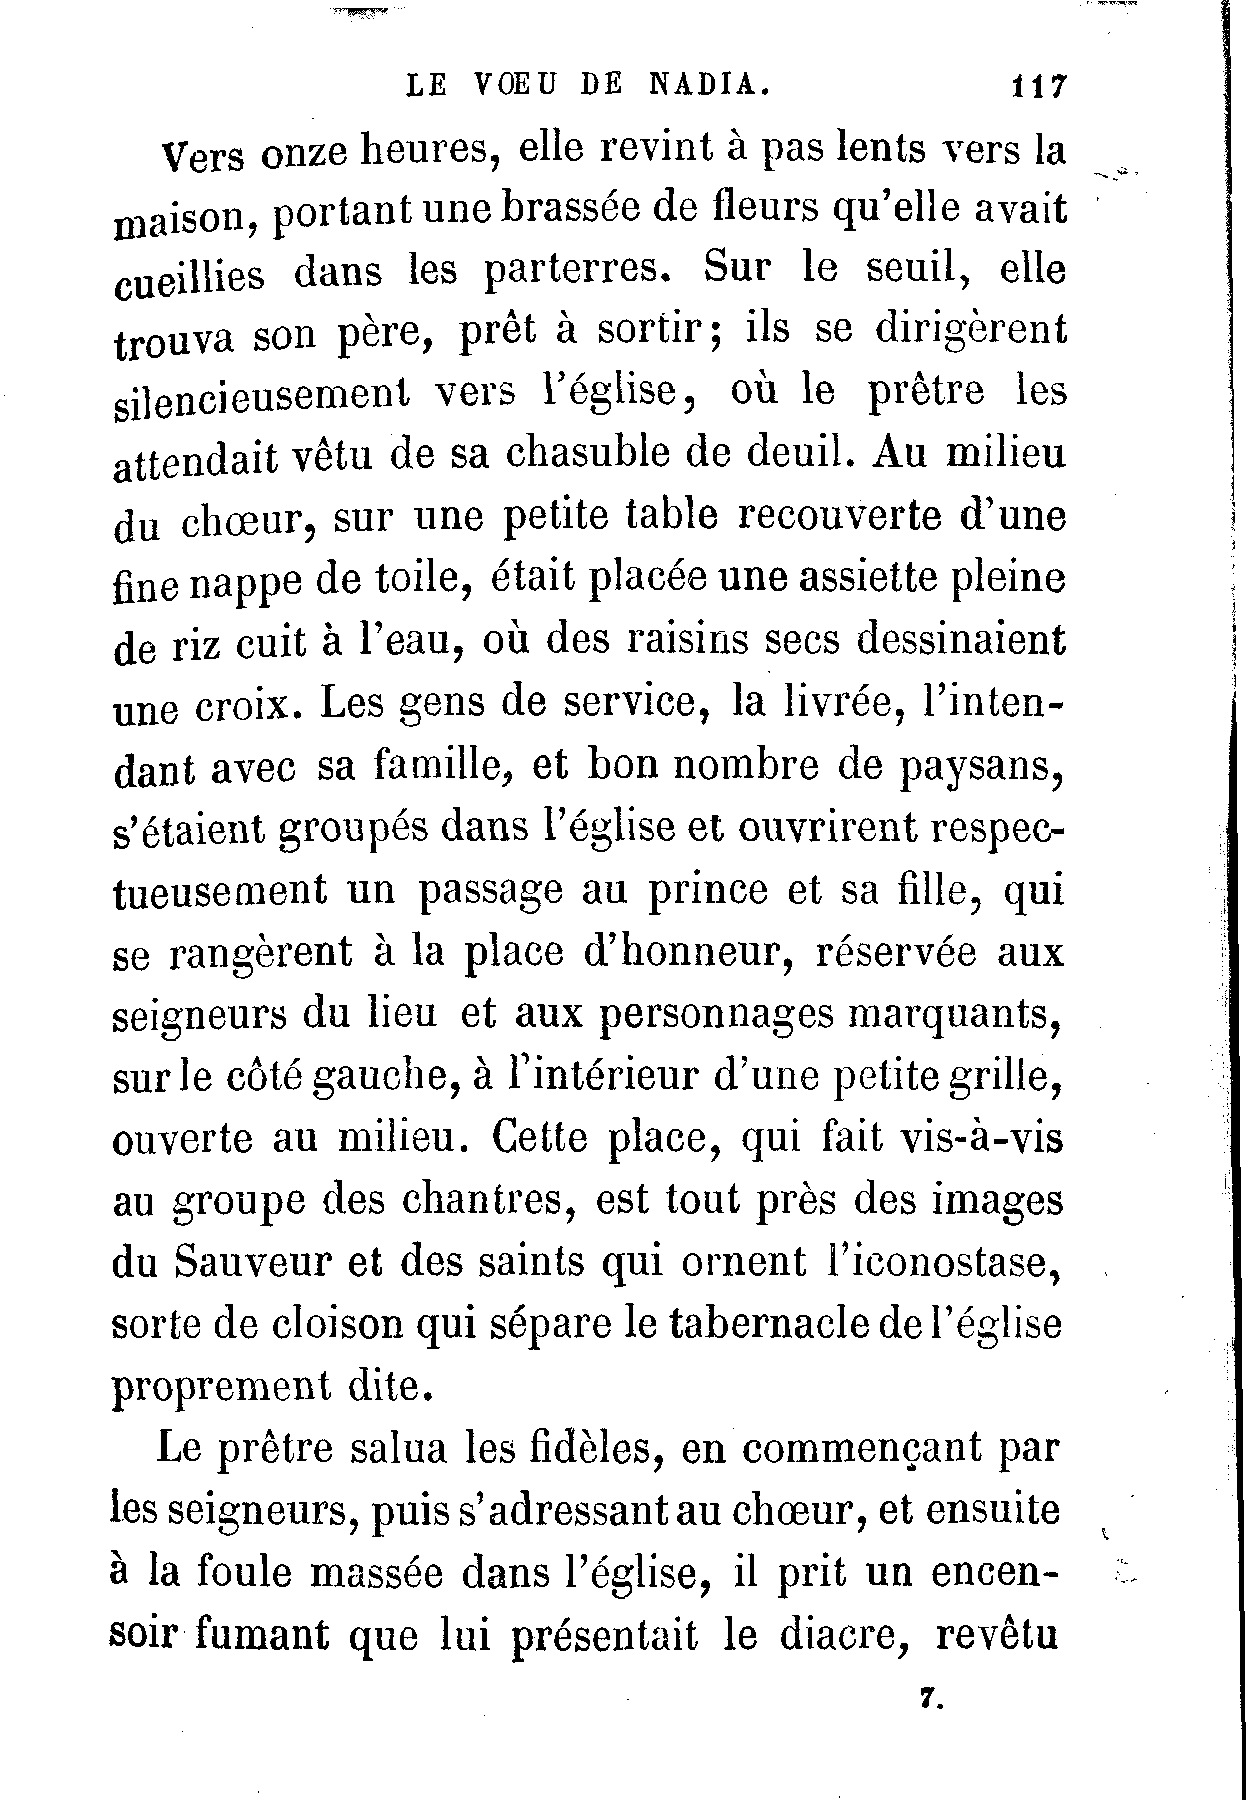 LE VŒU DE NADIA. 117
Vers onze heures, elle revint à pas lents vers la
maison, portant une brassée de fleurs qu'elle avait
cueillies dans les parterres. Sur le seuil, elle
trouva son père, prêt à sortir; ils se dirigèrent
silencieusement vers l'église, où le prêtre les
attendait vêtu de sa chasuble de deuil. Au milieu
du chœur, sur une petite table recouverte d'une
fine nappe de toile, était placée une assiette pleine
de riz cuit à l'eau, où des raisins secs dessinaient
une croix. Les gens de service, la livrée, l'inten-
dant avec sa famille, et bon nombre de paysans,
s'étaient groupés dans l'église et ouvrirent respec-
tueusement un passage au prince et sa fille, qui
se rangèrent à la place d'honneur, réservée aux
seigneurs du lieu et aux personnages marquants,
sur le côté gauche, à l'intérieur d'une petite grille,
ouverte au milieu. Cette place, qui fait vis-à-vis
au groupe des chantres, est tout près des images
du Sauveur et des saints qui ornent l'iconostase,
sorte de cloison qui sépare le tabernacle de l'église
proprement dite.
Le prêtre salua les fidèles, en commençant par
les seigneurs, puis s'adressant au chœur, et ensuite
à la foule massée dans l'église, il prit un encen-
soir fumant que lui présentait le diacre, revêtu
7.